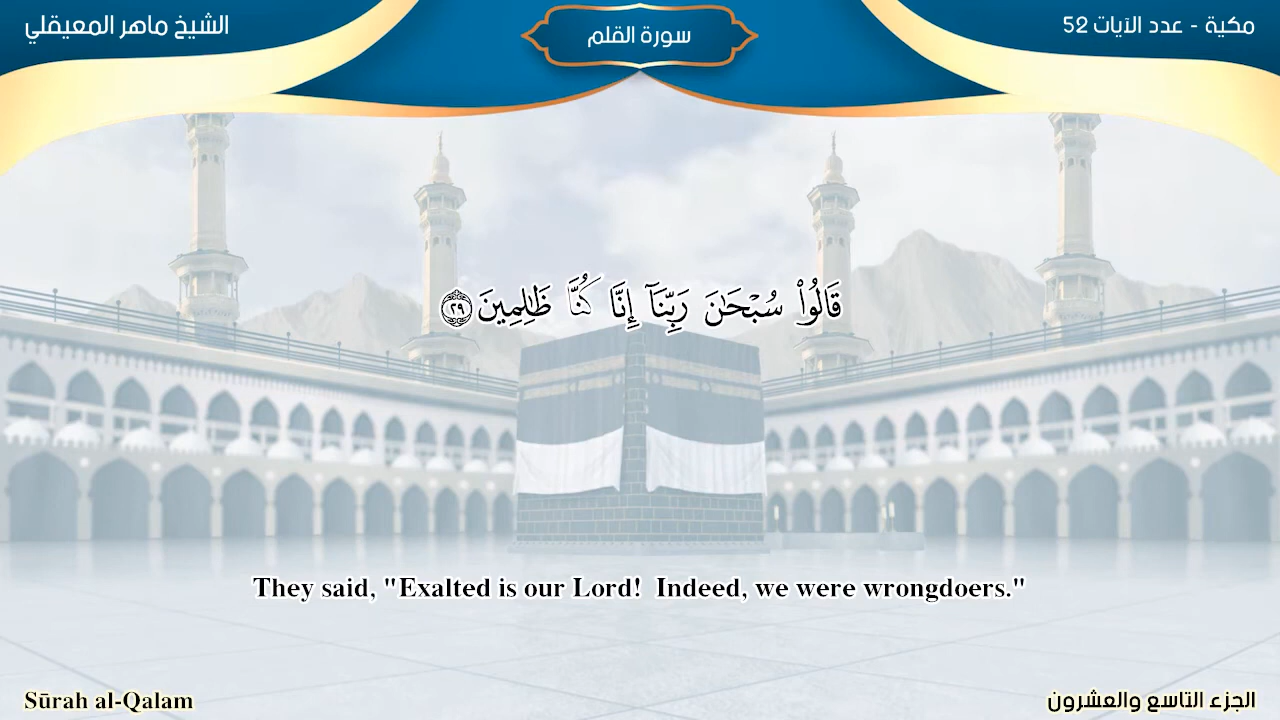 مكية - عدد الآيات 52
سورة القلم
الشيخ ماهر المعيقلي
قَالُوا۟ سُبْحَـٰنَ رَبِّنَآ إِنَّا كُنَّا ظَـٰلِمِينَ ٢٩
They said, "Exalted is our Lord!  Indeed, we were wrongdoers."
Sūrah al-Qalam
الجزء التاسع والعشرون